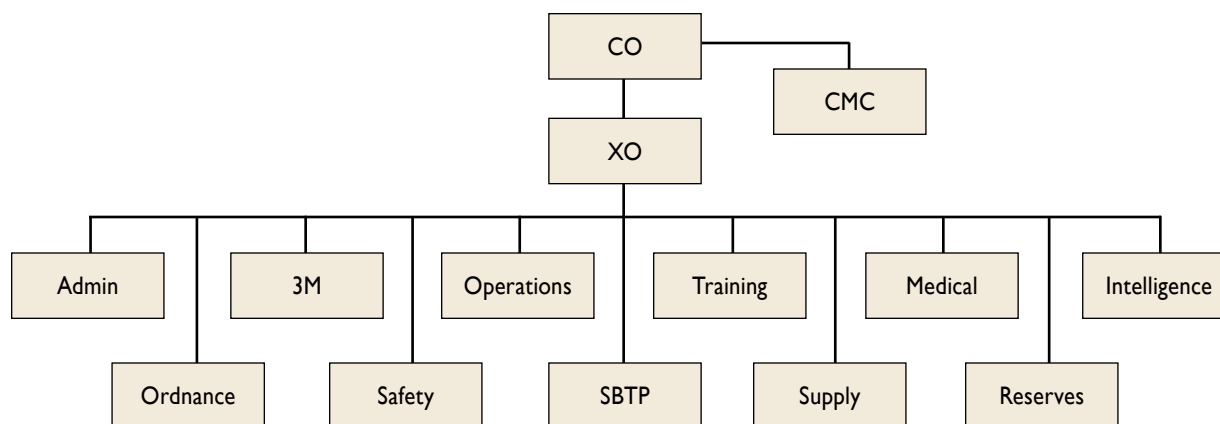 CO
CMC
XO
Admin
3M
Operations
Training
Medical
Intelligence
Ordnance
Safety
SBTP
Supply
Reserves